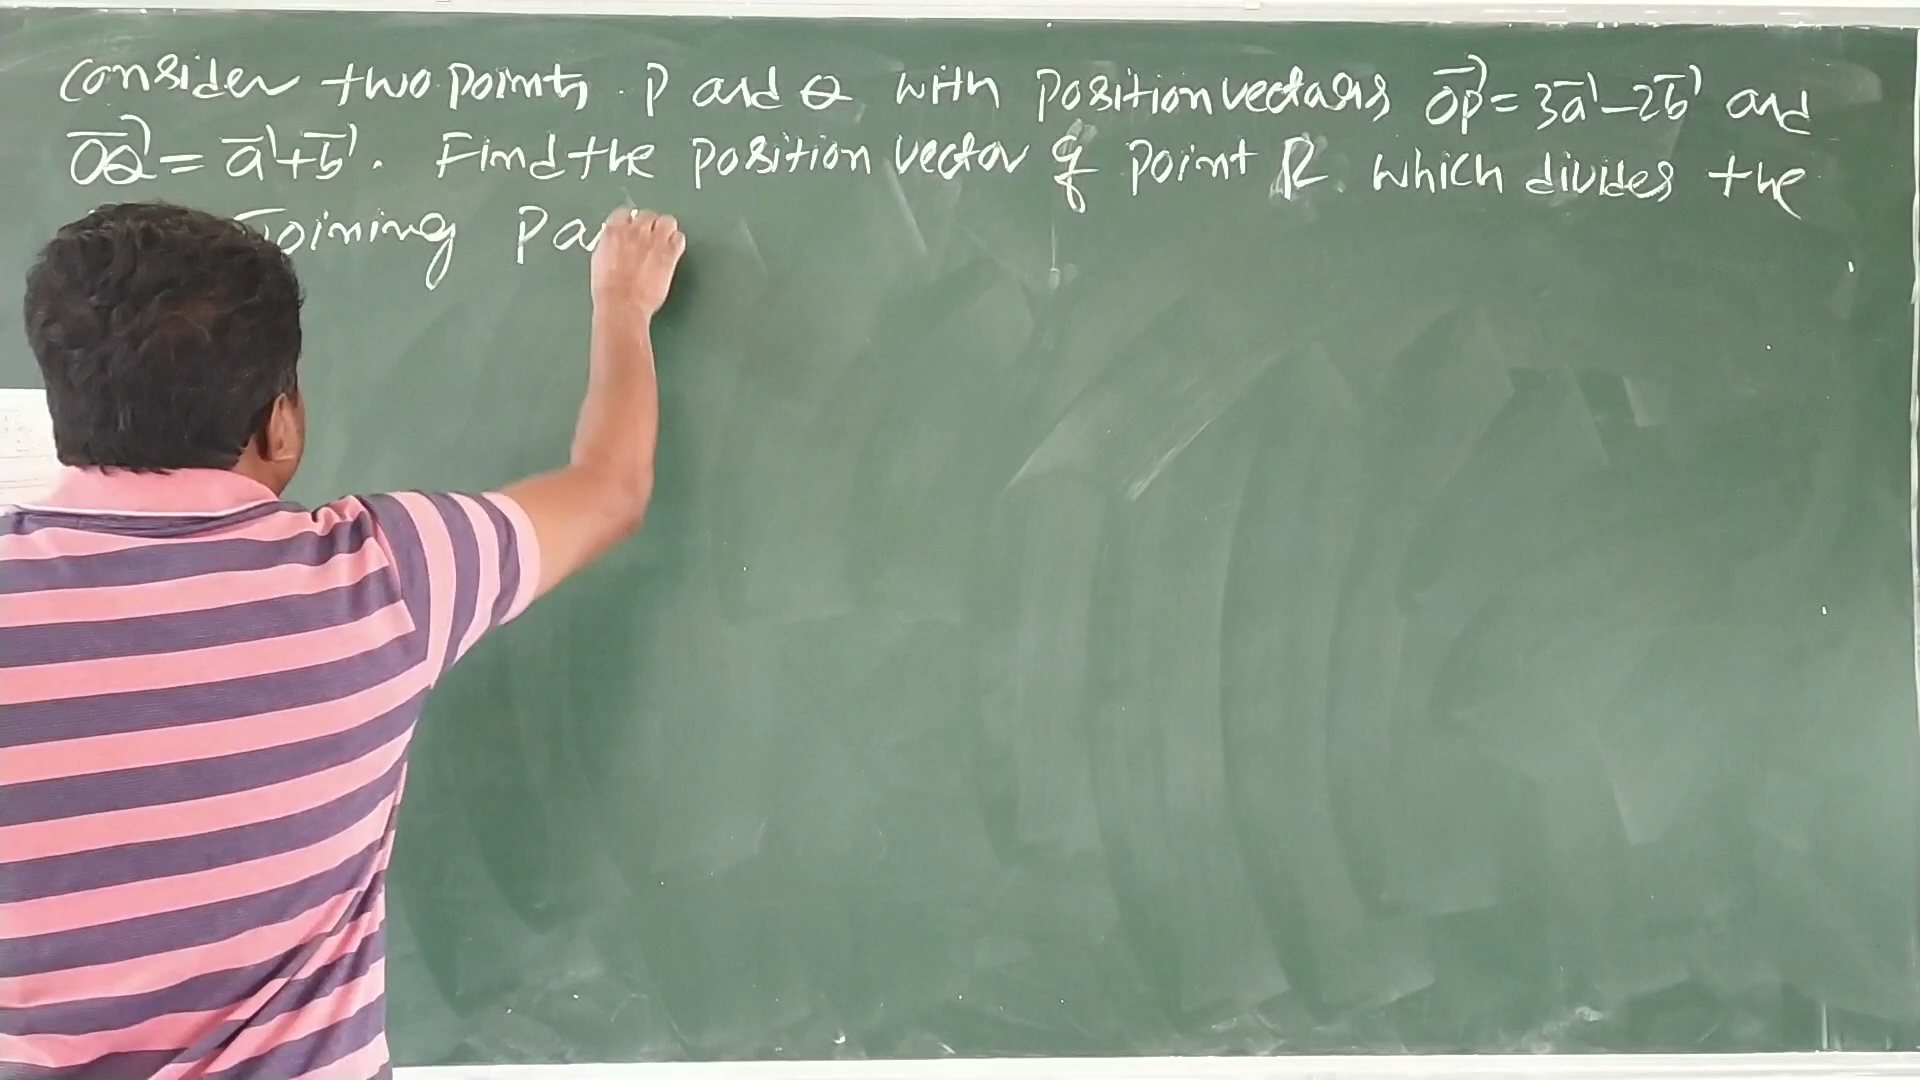 Consider two points P and Q with position vectors OP⃗ = 3a⃗ - 2b⃗ and
OQ⃗ = a⃗ + b⃗. Find the position vector of point R which divides the
Joining P